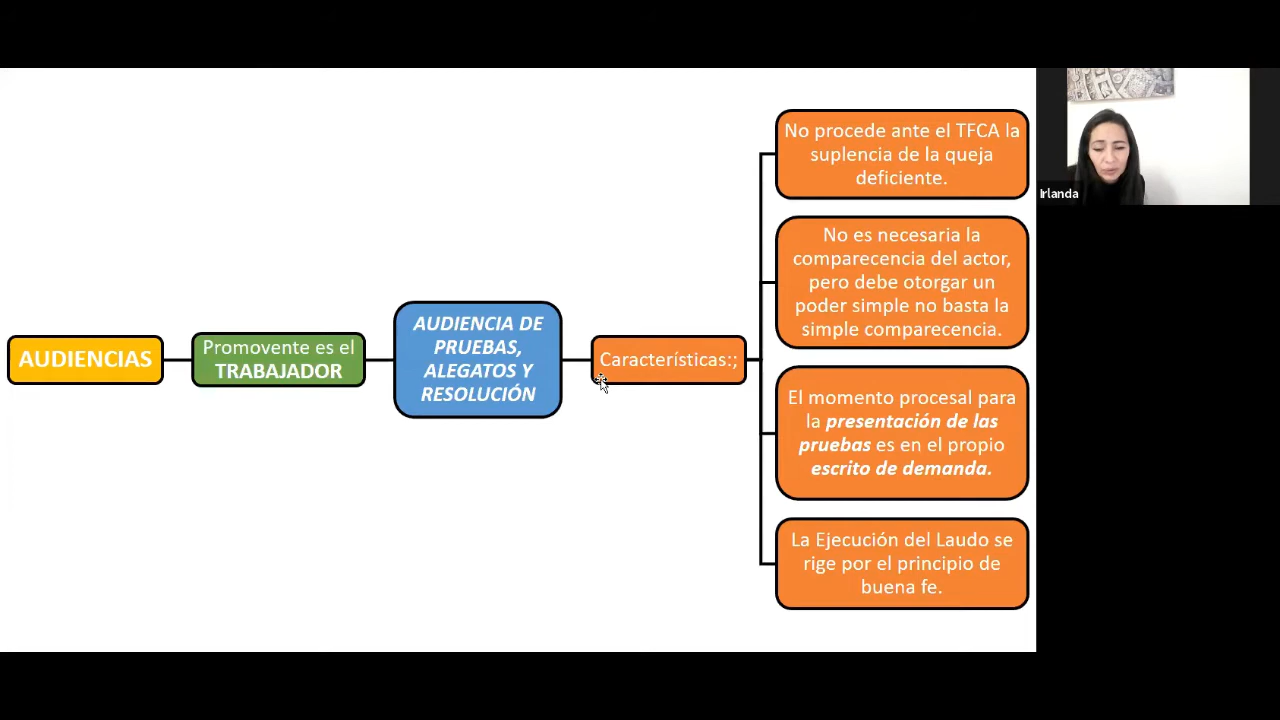 AUDIENCIAS
Promovente es el
TRABAJADOR
AUDIENCIA DE
PRUEBAS,
ALEGATOS Y
RESOLUCIÓN
Características:;
No procede ante el TFCA la
suplencia de la queja
deficiente.
No es necesaria la
comparecencia del actor,
pero debe otorgar un
poder simple no basta la
simple comparecencia.
El momento procesal para
la presentación de las
pruebas es en el propio
escrito de demanda.
La Ejecución del Laudo se
rige por el principio de
buena fe.
Irlanda